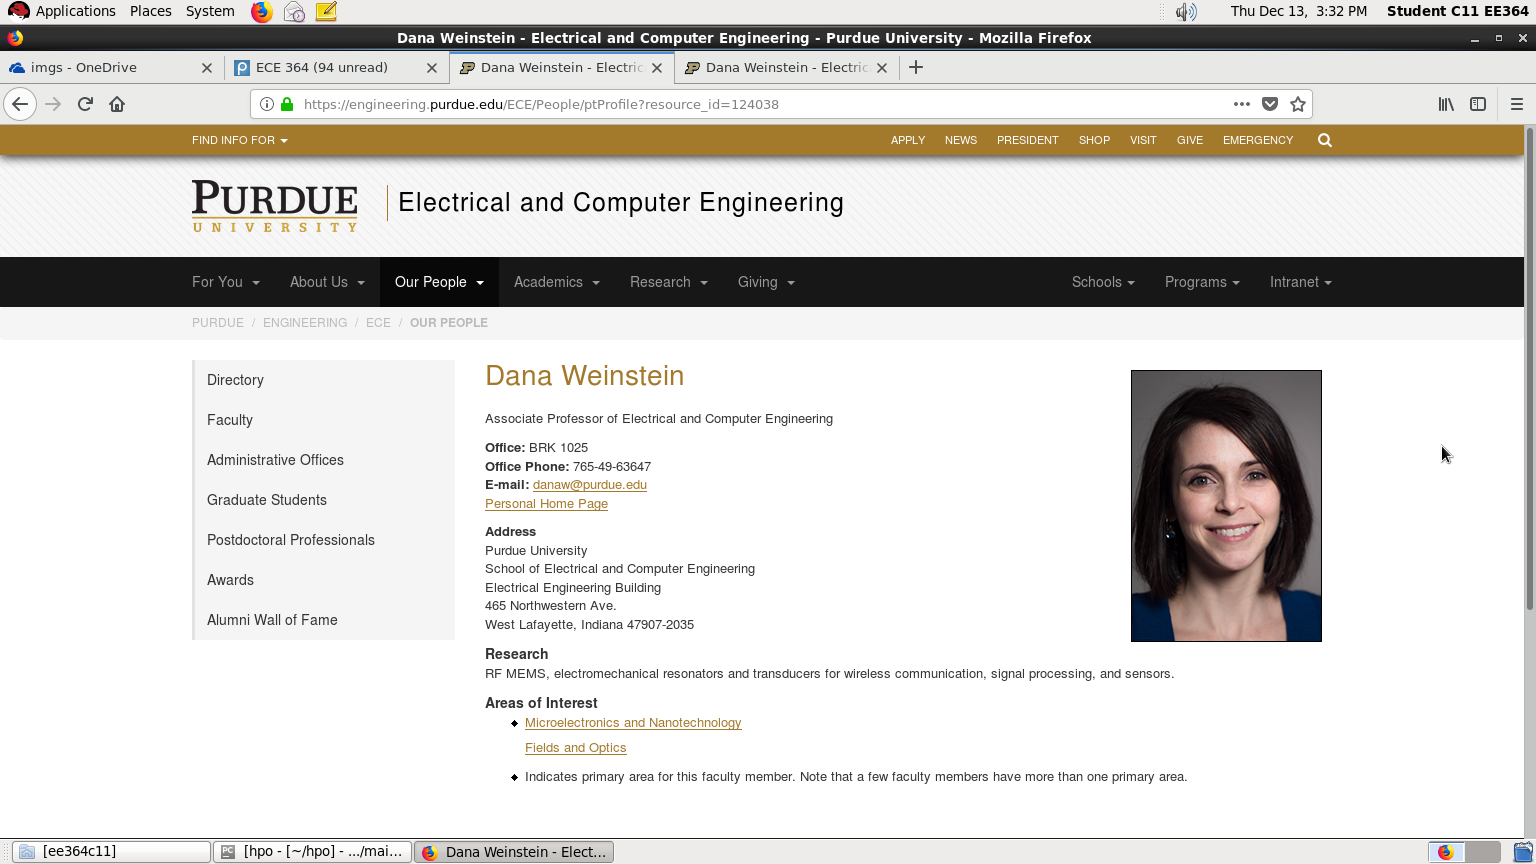 Applications Places System Thu Dec 13, 3:32 PM Student C11 EE364
Dana Weinstein - Electrical and Computer Engineering - Purdue University - Mozilla Firefox
imgs - OneDrive ECE 364 (94 unread) Dana Weinstein - Electric Dana Weinstein - Electric
https://engineering.purdue.edu/ECE/People/ptProfile?resource_id=124038
FIND INFO FOR APPLY NEWS PRESIDENT SHOP VISIT GIVE EMERGENCY
PURDUE
UNIVERSITY
Electrical and Computer Engineering
For You About Us Our People Academics Research Giving Schools Programs Intranet
PURDUE / ENGINEERING / ECE / OUR PEOPLE
Directory
Faculty
Administrative Offices
Graduate Students
Postdoctoral Professionals
Awards
Alumni Wall of Fame
Dana Weinstein
Associate Professor of Electrical and Computer Engineering
Office: BRK 1025
Office Phone: 765-49-63647
E-mail: danaw@purdue.edu
Personal Home Page
Address
Purdue University
School of Electrical and Computer Engineering
Electrical Engineering Building
465 Northwestern Ave.
West Lafayette, Indiana 47907-2035
Research
RF MEMS, electromechanical resonators and transducers for wireless communication, signal processing, and sensors.
Areas of Interest
Microelectronics and Nanotechnology
Fields and Optics
Indicates primary area for this faculty member. Note that a few faculty members have more than one primary area.
[ee364c11] [hpo - [~/hpo] - .../mai... Dana Weinstein - Elect...